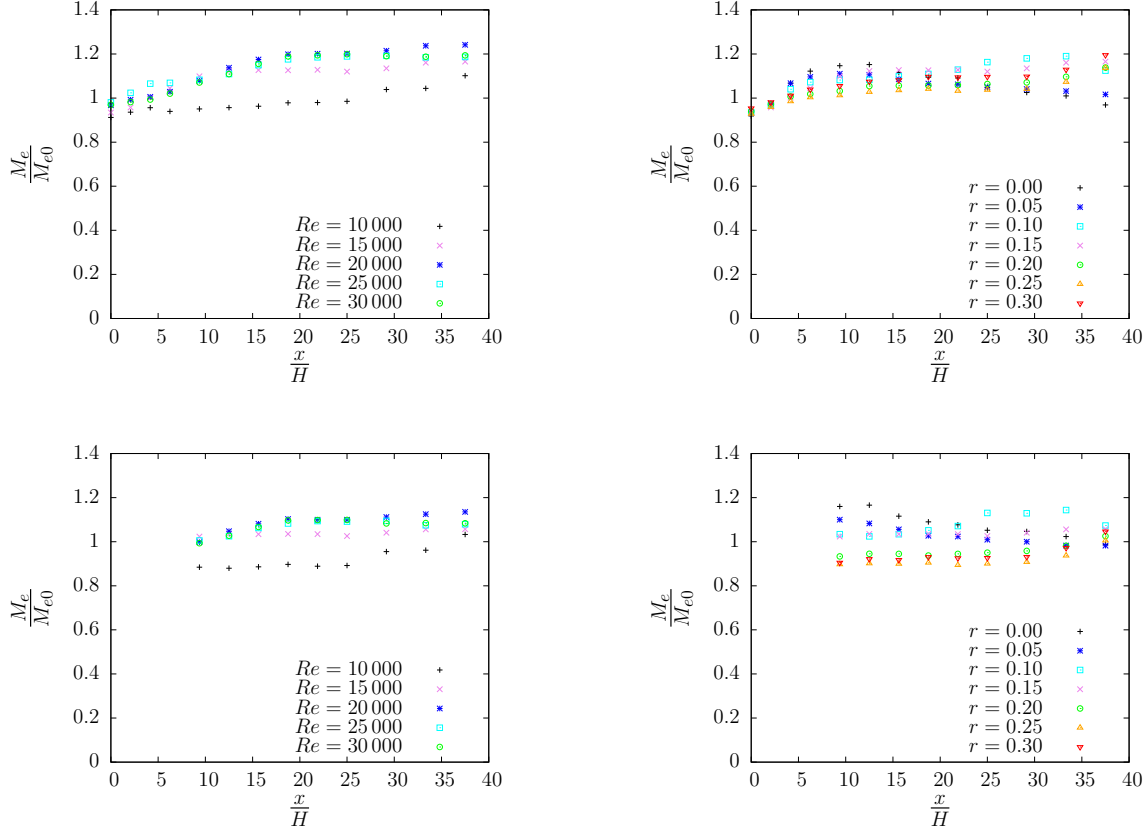 1.4
1.2
1
0.8
0.6
0.4
0.2
0
M_e
M_{e0}
Re = 10 000
Re = 15 000
Re = 20 000
Re = 25 000
Re = 30 000
0 5 10 15 20 25 30 35 40
x
H
1.4
1.2
1
0.8
0.6
0.4
0.2
0
M_e
M_{e0}
r = 0.00
r = 0.05
r = 0.10
r = 0.15
r = 0.20
r = 0.25
r = 0.30
0 5 10 15 20 25 30 35 40
x
H
1.4
1.2
1
0.8
0.6
0.4
0.2
0
M_e
M_{e0}
Re = 10 000
Re = 15 000
Re = 20 000
Re = 25 000
Re = 30 000
0 5 10 15 20 25 30 35 40
x
H
1.4
1.2
1
0.8
0.6
0.4
0.2
0
M_e
M_{e0}
r = 0.00
r = 0.05
r = 0.10
r = 0.15
r = 0.20
r = 0.25
r = 0.30
0 5 10 15 20 25 30 35 40
x
H